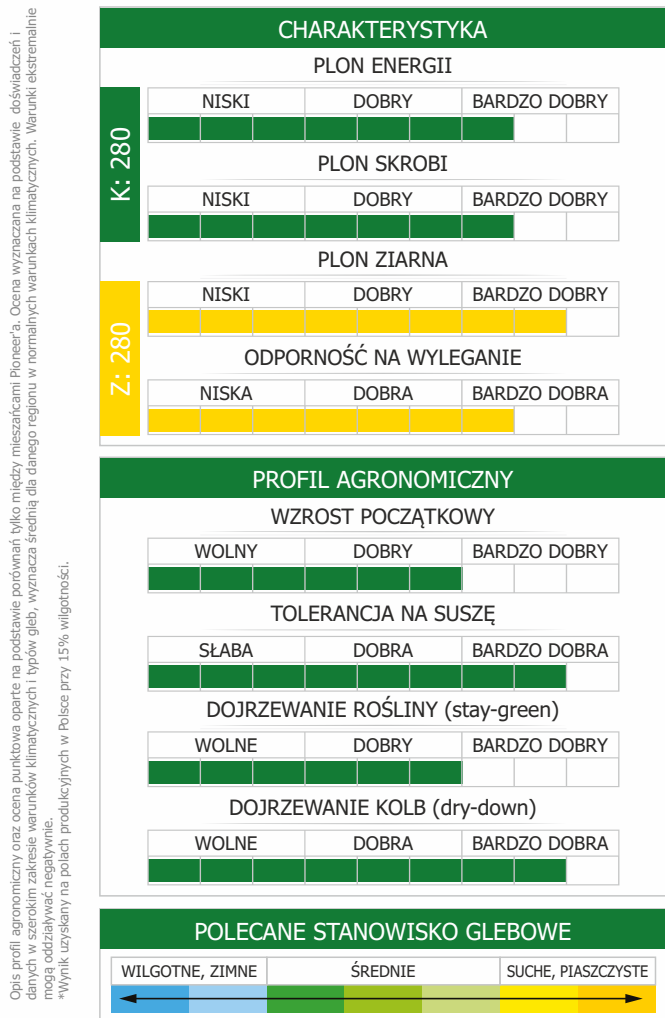 CHARAKTERYSTYKA
PLON ENERGII
NISKI DOBRY BARDZO DOBRY
K: 280
PLON SKROBI
NISKI DOBRY BARDZO DOBRY
PLON ZIARNA
NISKI DOBRY BARDZO DOBRY
Z: 280
ODPORNOŚĆ NA WYLEGANIE
NISKA DOBRA BARDZO DOBRA
PROFIL AGRONOMICZNY
WZROST POCZĄTKOWY
WOLNY DOBRY BARDZO DOBRY
TOLERANCJA NA SUSZĘ
SŁABA DOBRA BARDZO DOBRA
DOJRZEWANIE ROŚLINY (stay-green)
WOLNE DOBRY BARDZO DOBRY
DOJRZEWANIE KOLB (dry-down)
WOLNE DOBRA BARDZO DOBRA
POLECANE STANOWISKO GLEBOWE
WILGOTNE, ZIMNE ŚREDNIE SUCHE, PIASZCZYSTE
Opis profil agronomiczny oraz ocena punktowa oparte na podstawie porównań tylko między mieszańcami Pioneer'a. Ocena wyznaczana na podstawie doświadczeń i
danych w szerokim zakresie warunków klimatycznych i typów gleb, wyznacza średnią dla danego regionu w normalnych warunkach klimatycznych. Warunki ekstremalnie
mogą oddziaływać negatywnie.
*Wynik uzyskany na polach produkcyjnych w Polsce przy 15% wilgotności.